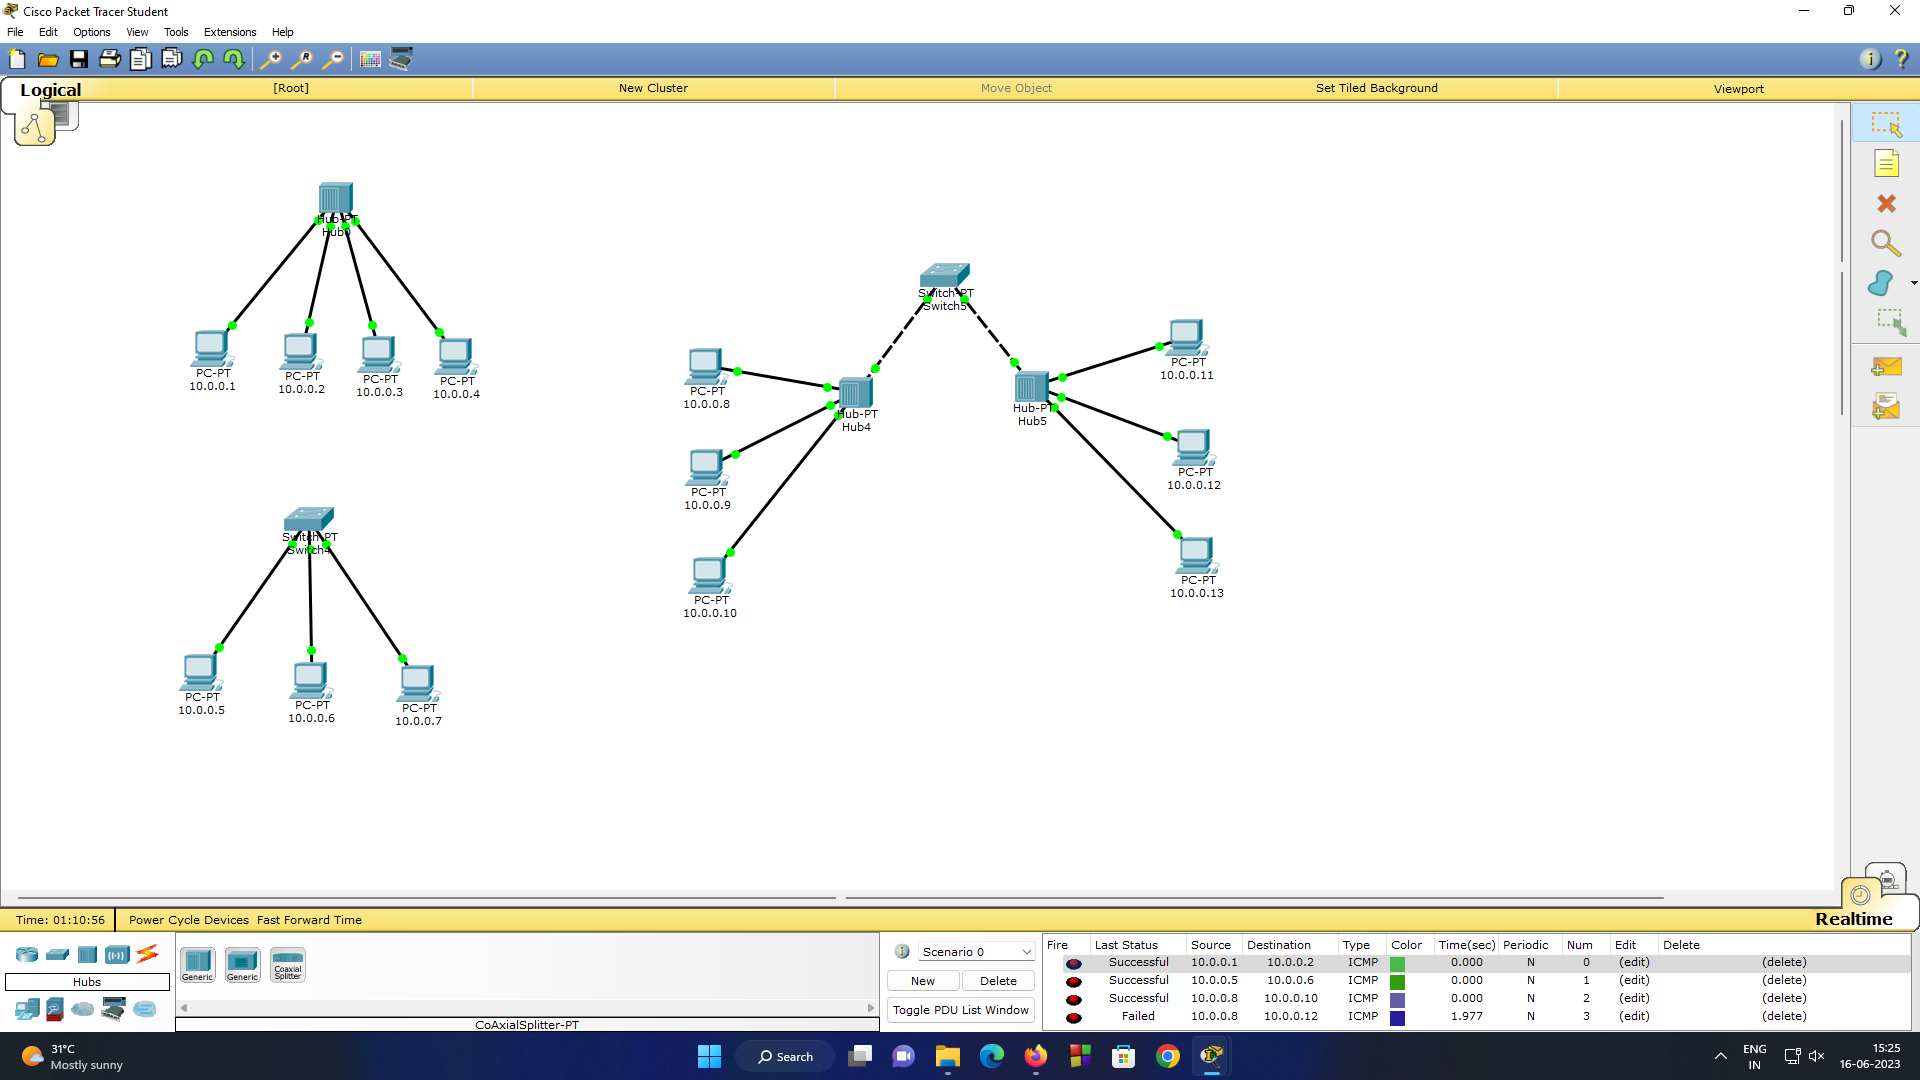 Cisco Packet Tracer Student
File Edit Options View Tools Extensions Help
Logical [Root] New Cluster Move Object Set Tiled Background Viewport
Hub-PT
Hub0
PC-PT
10.0.0.1
PC-PT
10.0.0.2
PC-PT
10.0.0.3
PC-PT
10.0.0.4
Switch-PT
Switch4
PC-PT
10.0.0.5
PC-PT
10.0.0.6
PC-PT
10.0.0.7
Switch-PT
Switch5
PC-PT
10.0.0.8
Hub-PT
Hub4
PC-PT
10.0.0.9
PC-PT
10.0.0.10
Hub-PT
Hub5
PC-PT
10.0.0.11
PC-PT
10.0.0.12
PC-PT
10.0.0.13
Time: 01:10:56 Power Cycle Devices Fast Forward Time
Realtime
Hubs
Generic Generic Coaxial Splitter
CoAxialSplitter-PT
Scenario 0
New Delete
Toggle PDU List Window
Fire Last Status Source Destination Type Color Time(sec) Periodic Num Edit Delete
Successful 10.0.0.1 10.0.0.2 ICMP 0.000 N 0 (edit) (delete)
Successful 10.0.0.5 10.0.0.6 ICMP 0.000 N 1 (edit) (delete)
Successful 10.0.0.8 10.0.0.10 ICMP 0.000 N 2 (edit) (delete)
Failed 10.0.0.8 10.0.0.12 ICMP 1.977 N 3 (edit) (delete)
31°C
Mostly sunny
Search
ENG
IN
15:25
16-06-2023